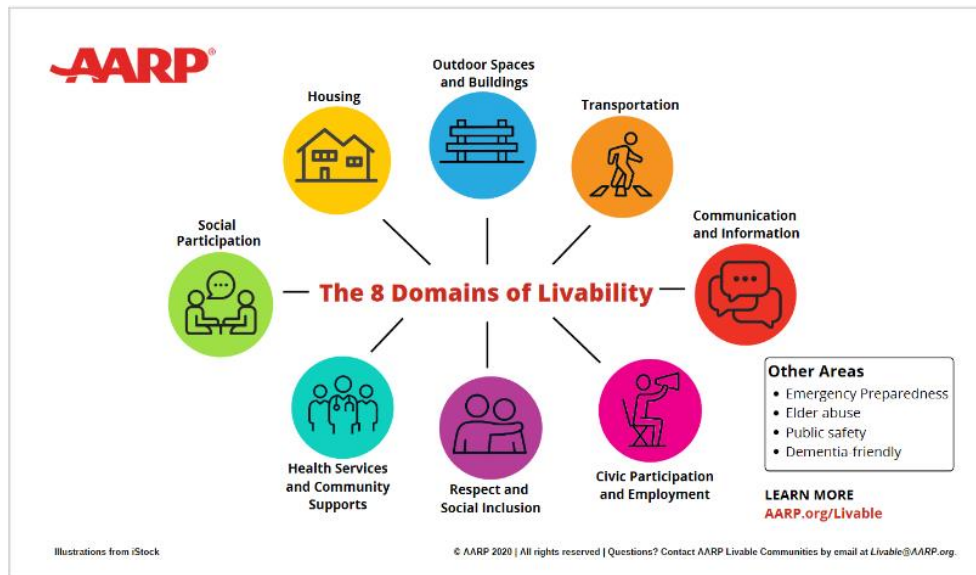 AARP®
Outdoor Spaces
and Buildings
Housing
Transportation
Social
Participation
Communication
and Information
The 8 Domains of Livability
Health Services
and Community
Supports
Respect and
Social Inclusion
Civic Participation
and Employment
Other Areas
• Emergency Preparedness
• Elder abuse
• Public safety
• Dementia-friendly
LEARN MORE
AARP.org/Livable
Illustrations from iStock
© AARP 2020 | All rights reserved | Questions? Contact AARP Livable Communities by email at Livable@AARP.org.